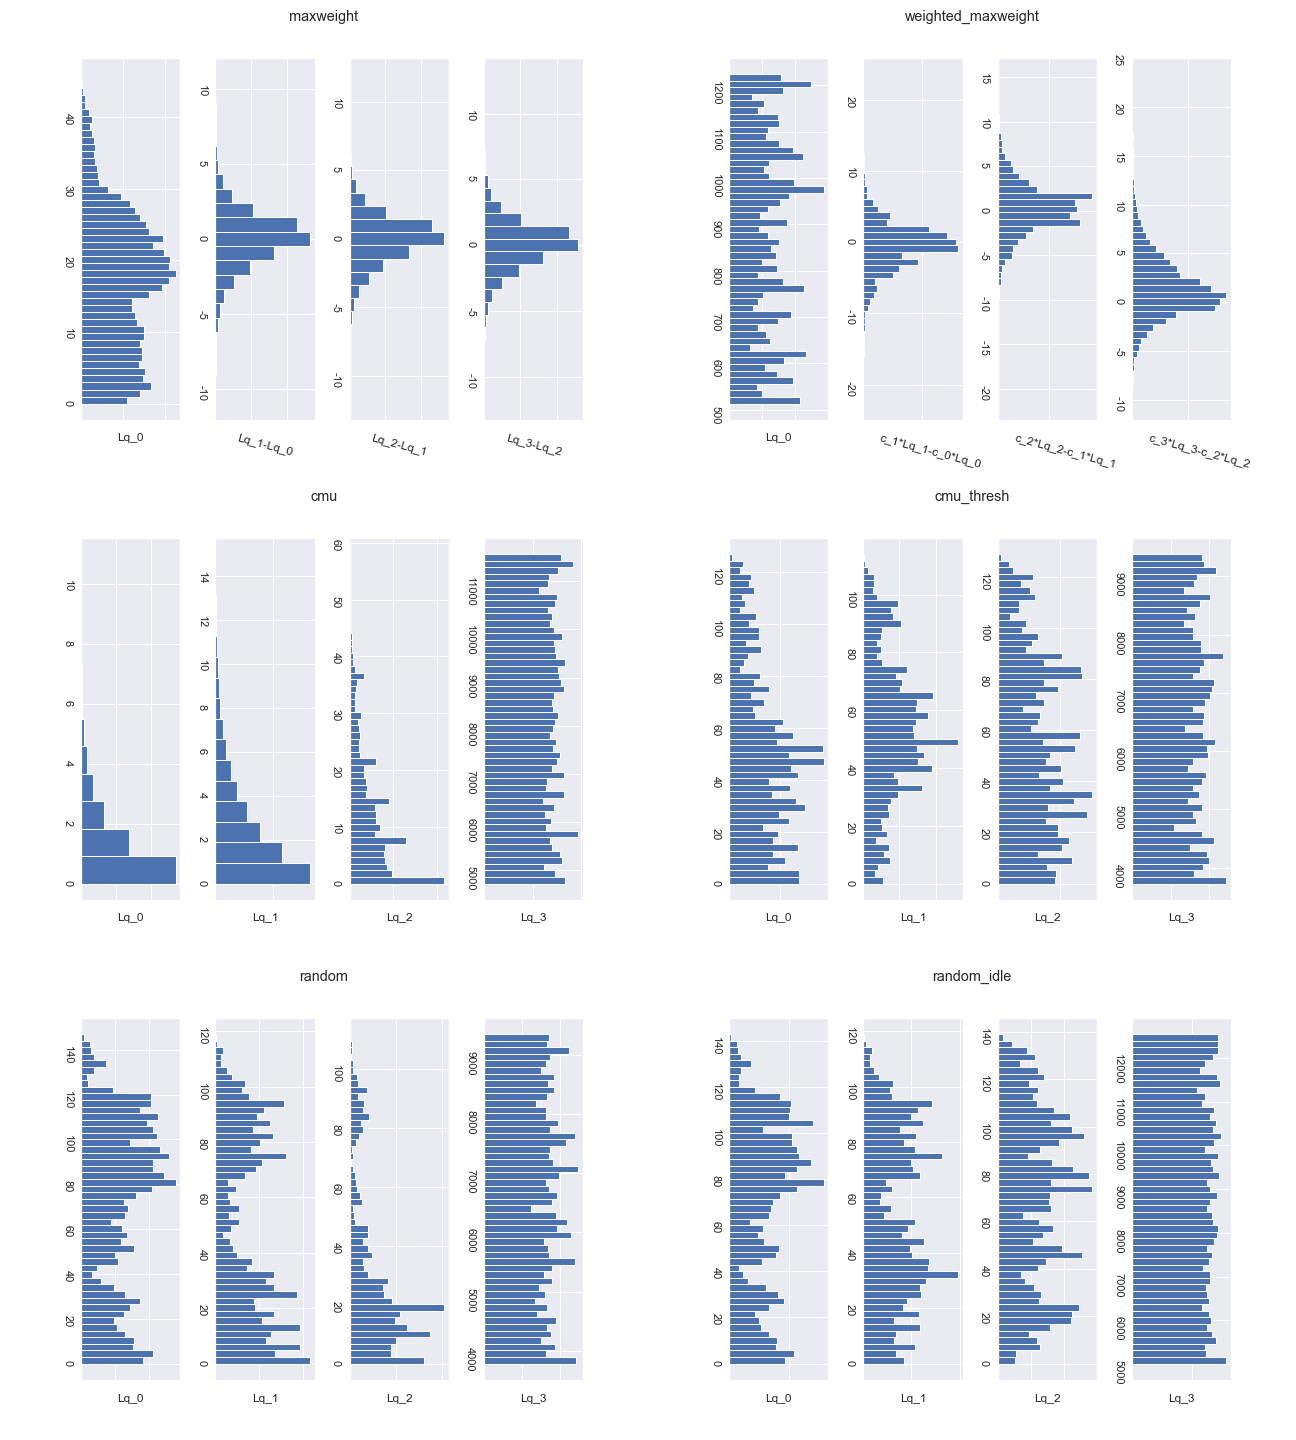 maxweight
0 10 20 30 40
-10 -5 0 5 10
-10 -5 0 5 10
-10 -5 0 5 10
Lq_0 Lq_1-Lq_0 Lq_2-Lq_1 Lq_3-Lq_2
weighted_maxweight
500 600 700 800 900 1000 1100 1200
-20 -10 0 10 20
-20 -15 -10 -5 0 5 10 15
-10 -5 0 5 10 15 20 25
Lq_0 c_1*Lq_1-c_0*Lq_0 c_2*Lq_2-c_1*Lq_1 c_3*Lq_3-c_2*Lq_2
cmu
0 2 4 6 8 10
0 2 4 6 8 10 12 14
0 10 20 30 40 50 60
5000 6000 7000 8000 9000 10000 11000
Lq_0 Lq_1 Lq_2 Lq_3
cmu_thresh
0 20 40 60 80 100 120
0 20 40 60 80 100
0 20 40 60 80 100 120
4000 5000 6000 7000 8000 9000
Lq_0 Lq_1 Lq_2 Lq_3
random
0 20 40 60 80 100 120 140
0 20 40 60 80 100 120
0 20 40 60 80 100
4000 5000 6000 7000 8000 9000
Lq_0 Lq_1 Lq_2 Lq_3
random_idle
0 20 40 60 80 100 120 140
0 20 40 60 80 100 120
0 20 40 60 80 100 120 140
5000 6000 7000 8000 9000 10000 11000 12000
Lq_0 Lq_1 Lq_2 Lq_3